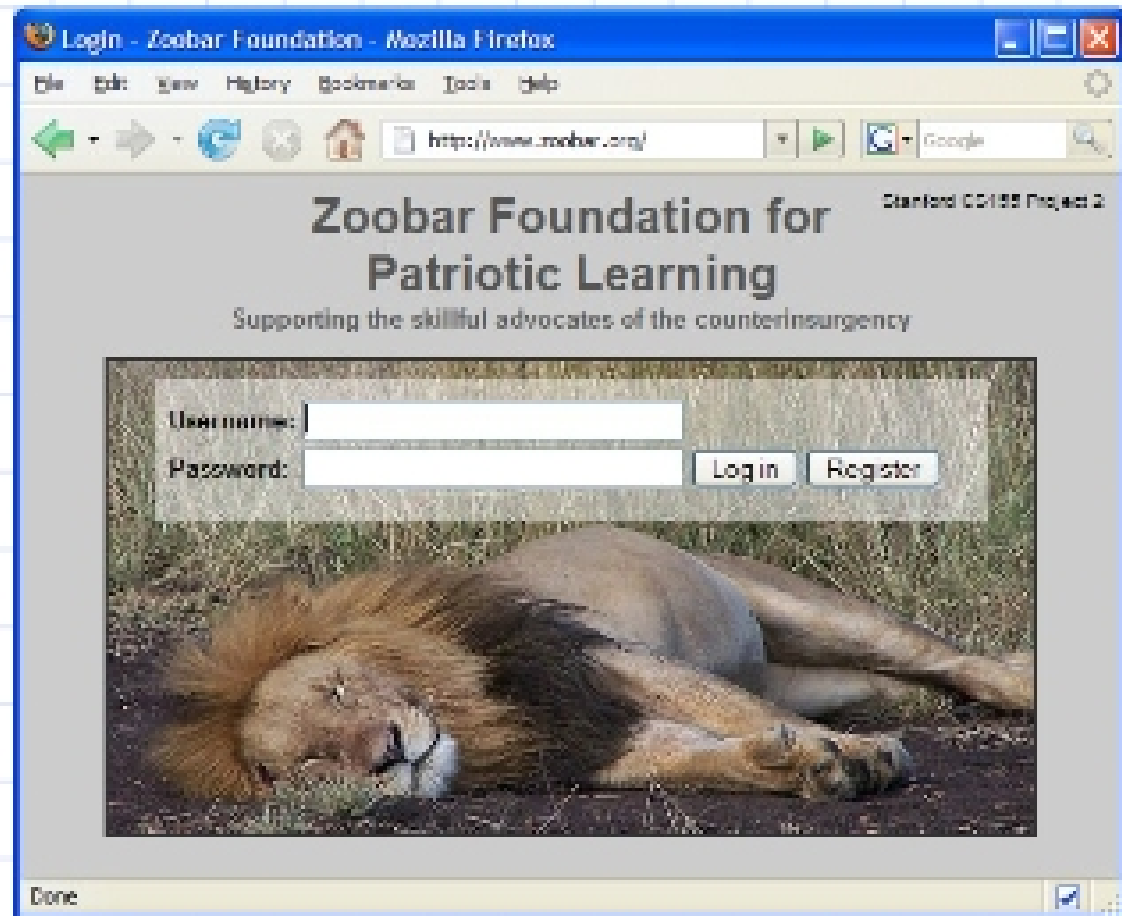 Login - Zoobar Foundation - Mozilla Firefox
File Edit View History Bookmarks Tools Help
http://www.zoobar.org/ Google
Stanford CS155 Project 2
Zoobar Foundation for
Patriotic Learning
Supporting the skillful advocates of the counterinsurgency
Username:
Password: Log in Register
Done